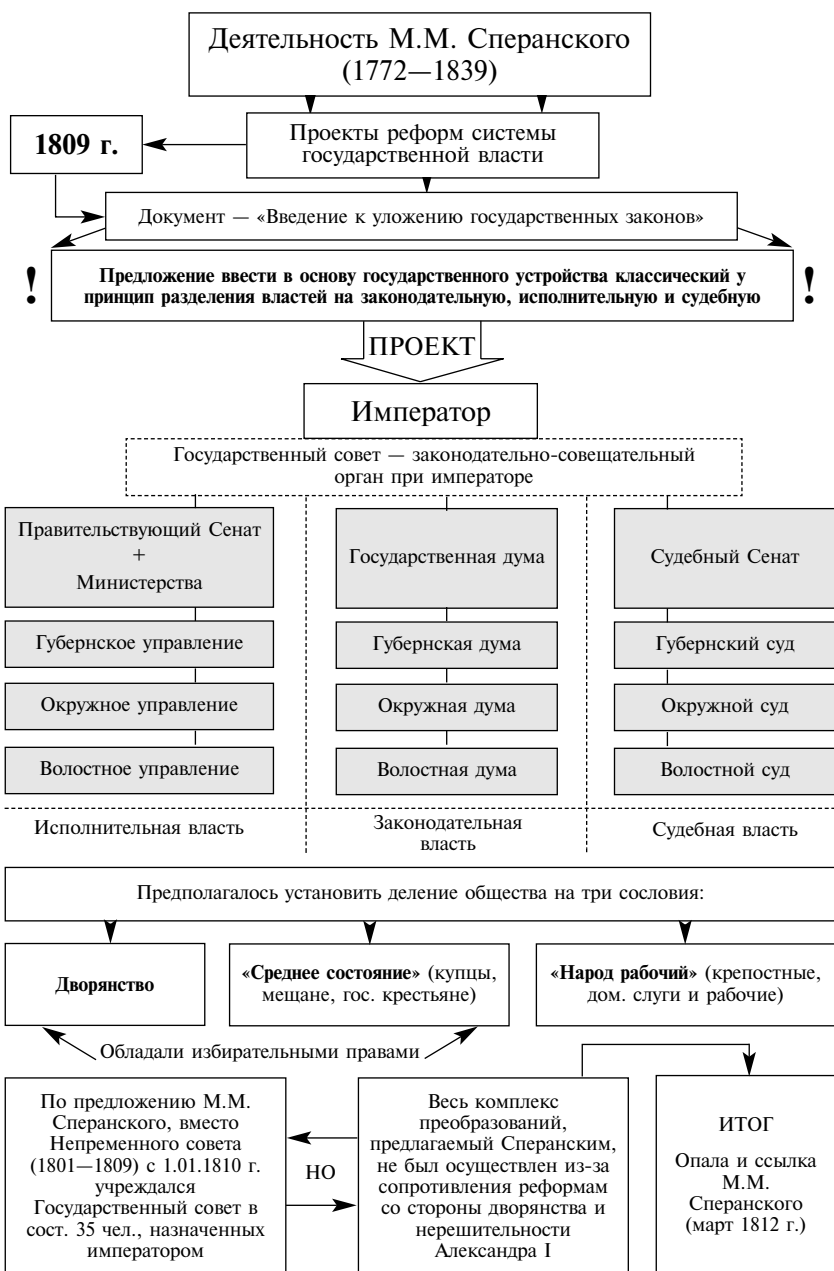 Деятельность М.М. Сперанского
(1772—1839)
1809 г.
Проекты реформ системы
государственной власти
Документ — «Введение к уложению государственных законов»
!
Предложение ввести в основу государственного устройства классический у
принцип разделения властей на законодательную, исполнительную и судебную
!
ПРОЕКТ
Император
Государственный совет — законодательно-совещательный
орган при императоре
Правительствующий Сенат
+
Министерства
Государственная дума
Судебный Сенат
Губернское управление
Губернская дума
Губернский суд
Окружное управление
Окружная дума
Окружной суд
Волостное управление
Волостная дума
Волостной суд
Исполнительная власть
Законодательная
власть
Судебная власть
Предполагалось установить деление общества на три сословия:
Дворянство
«Среднее состояние» (купцы,
мещане, гос. крестьяне)
«Народ рабочий» (крепостные,
дом. слуги и рабочие)
Обладали избирательными правами
По предложению М.М.
Сперанского, вместо
Непременного совета
(1801—1809) с 1.01.1810 г.
учреждался
Государственный совет в
сост. 35 чел., назначенных
императором
НО
Весь комплекс
преобразований,
предлагаемый Сперанским,
не был осуществлен из-за
сопротивления реформам
со стороны дворянства и
нерешительности
Александра I
ИТОГ
Опала и ссылка
М.М.
Сперанского
(март 1812 г.)